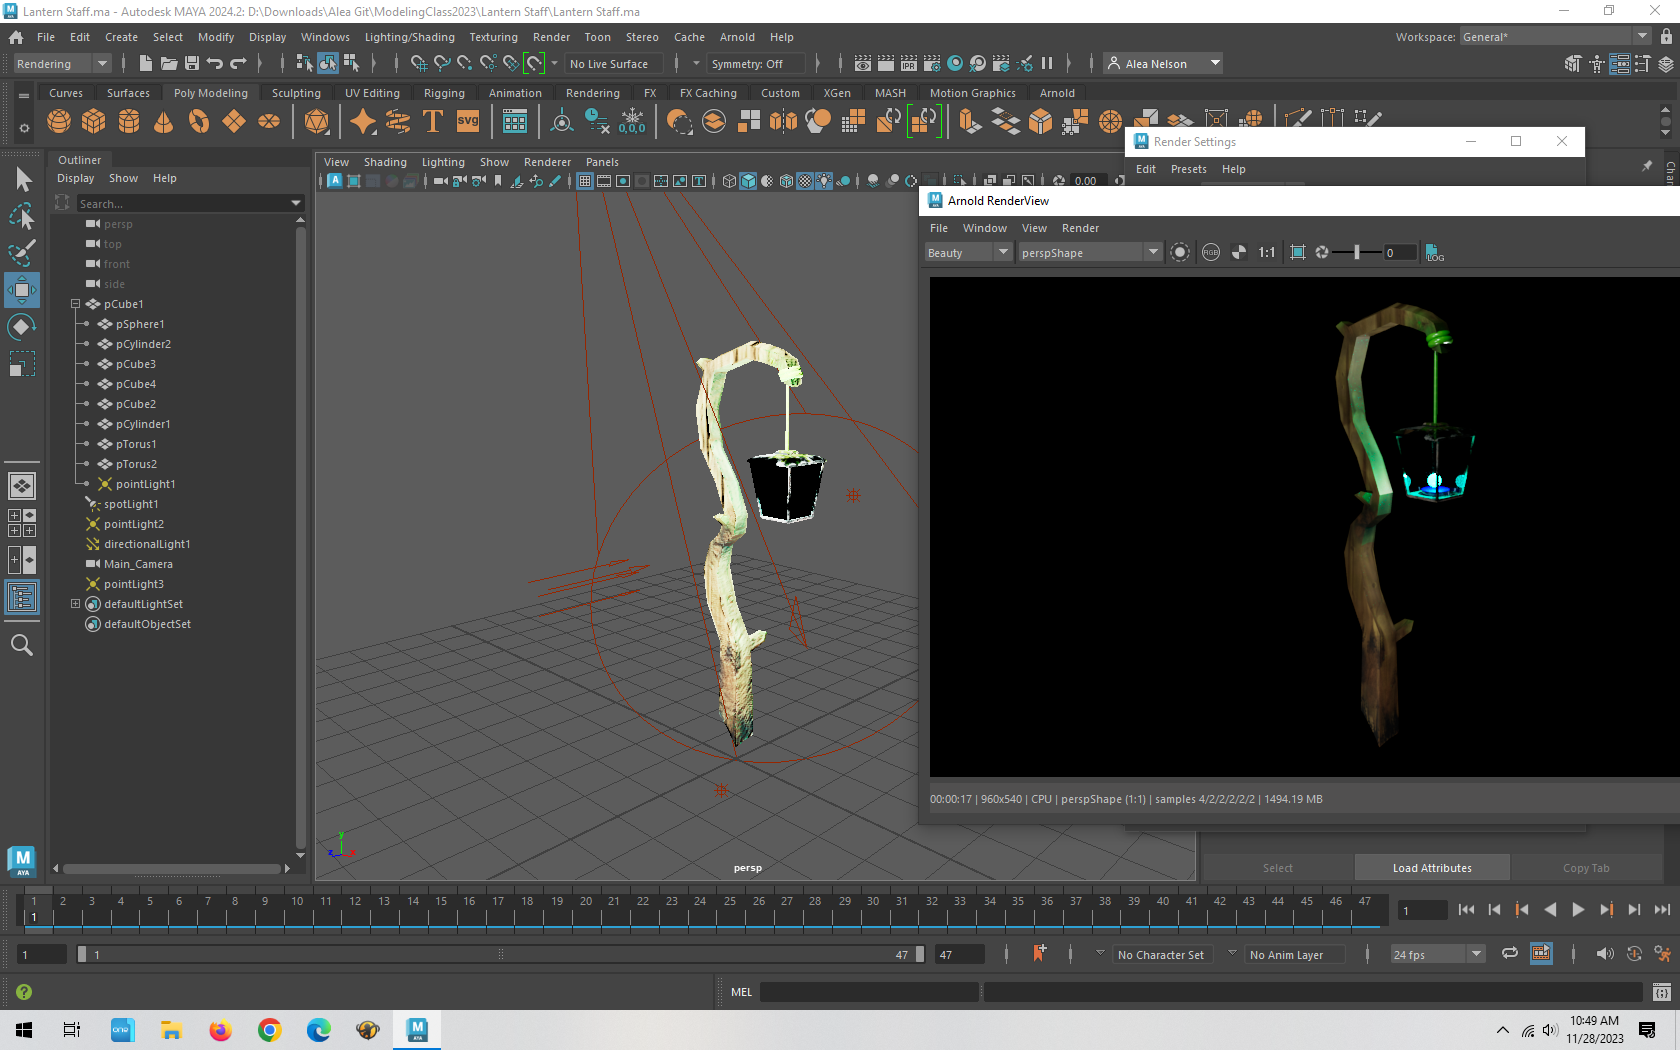 Lantern Staff.ma - Autodesk MAYA 2024.2: D:\Downloads\Alea Git\ModelingClass2023\Lantern Staff\Lantern Staff.ma
File Edit Create Select Modify Display Windows Lighting/Shading Texturing Render Toon Stereo Cache Arnold Help
Workspace: General*
Rendering
No Live Surface
Symmetry: Off
Alea Nelson
Curves Surfaces Poly Modeling Sculpting UV Editing Rigging Animation Rendering FX FX Caching Custom XGen MASH Motion Graphics Arnold
svg
0,0,0
Outliner
Display Show Help
Search...
persp
top
front
side
pCube1
pSphere1
pCylinder2
pCube3
pCube4
pCube2
pCylinder1
pTorus1
pTorus2
pointLight1
spotLight1
pointLight2
directionalLight1
Main_Camera
pointLight3
defaultLightSet
defaultObjectSet
View Shading Lighting Show Renderer Panels
0.00
persp
y
z
x
Render Settings
Edit Presets Help
Arnold RenderView
File Window View Render
Beauty
perspShape
RGB
1:1
0
LOG
00:00:17 | 960x540 | CPU | perspShape (1:1) | samples 4/2/2/2/2/2 | 1494.19 MB
Select
Load Attributes
Copy Tab
M
AYA
1 2 3 4 5 6 7 8 9 10 11 12 13 14 15 16 17 18 19 20 21 22 23 24 25 26 27 28 29 30 31 32 33 34 35 36 37 38 39 40 41 42 43 44 45 46 47
1
1
1
1
47
47
No Character Set
No Anim Layer
24 fps
MEL
one
M
AYA
10:49 AM
11/28/2023